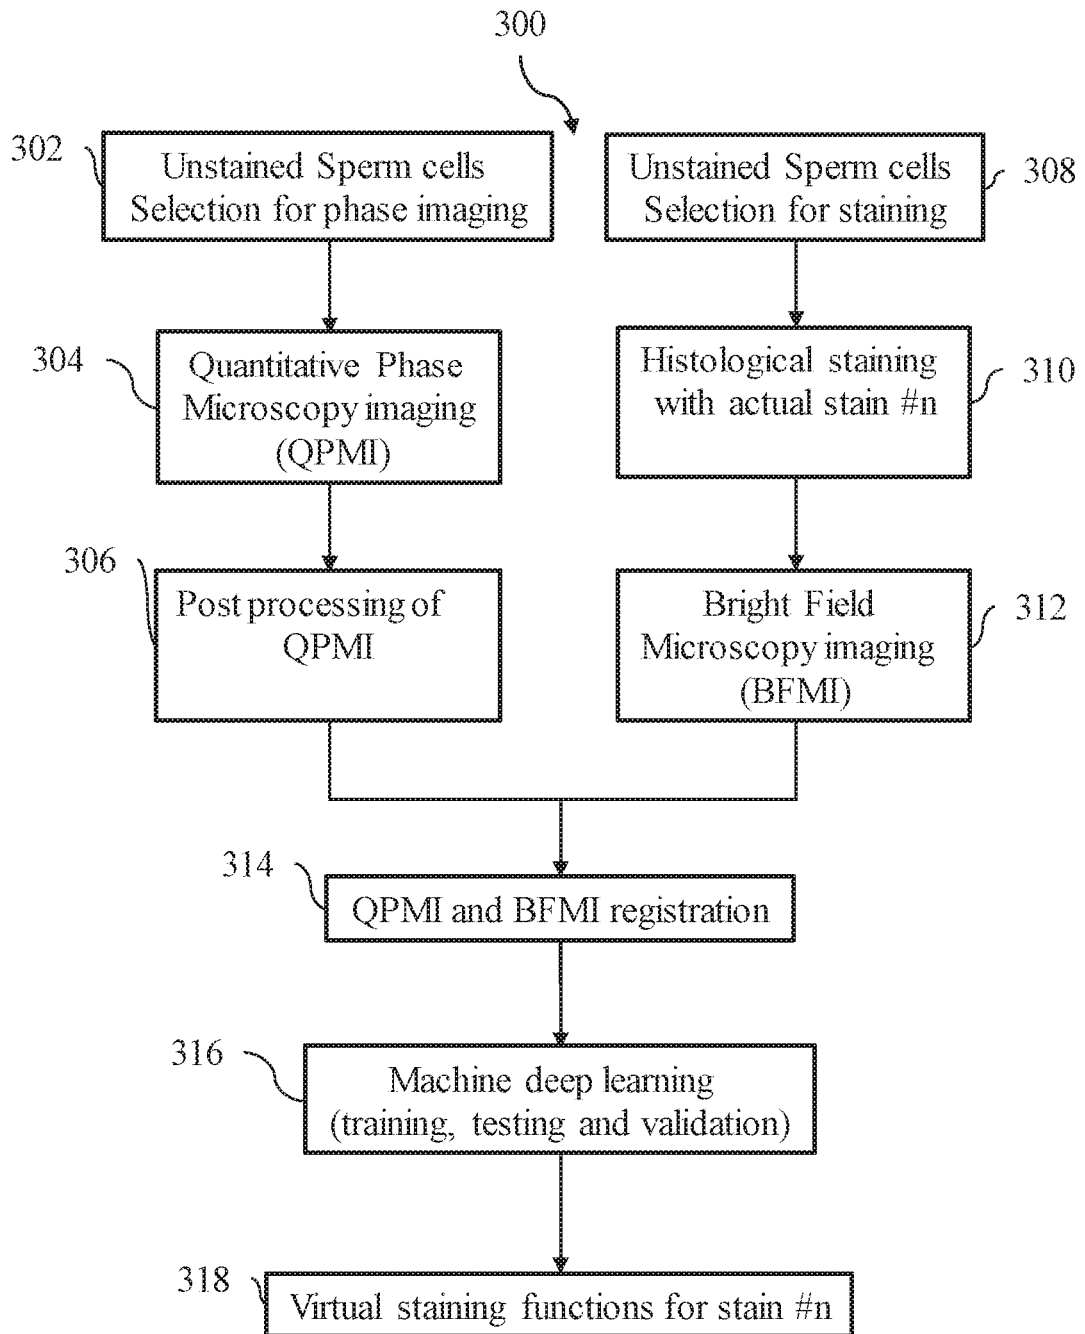 300
302
Unstained Sperm cells
Selection for phase imaging
Unstained Sperm cells
Selection for staining
308
304
Quantitative Phase
Microscopy imaging
(QPMI)
Histological staining
with actual stain #n
310
306
Post processing of
QPMI
Bright Field
Microscopy imaging
(BFMI)
312
314
QPMI and BFMI registration
316
Machine deep learning
(training, testing and validation)
318
Virtual staining functions for stain #n